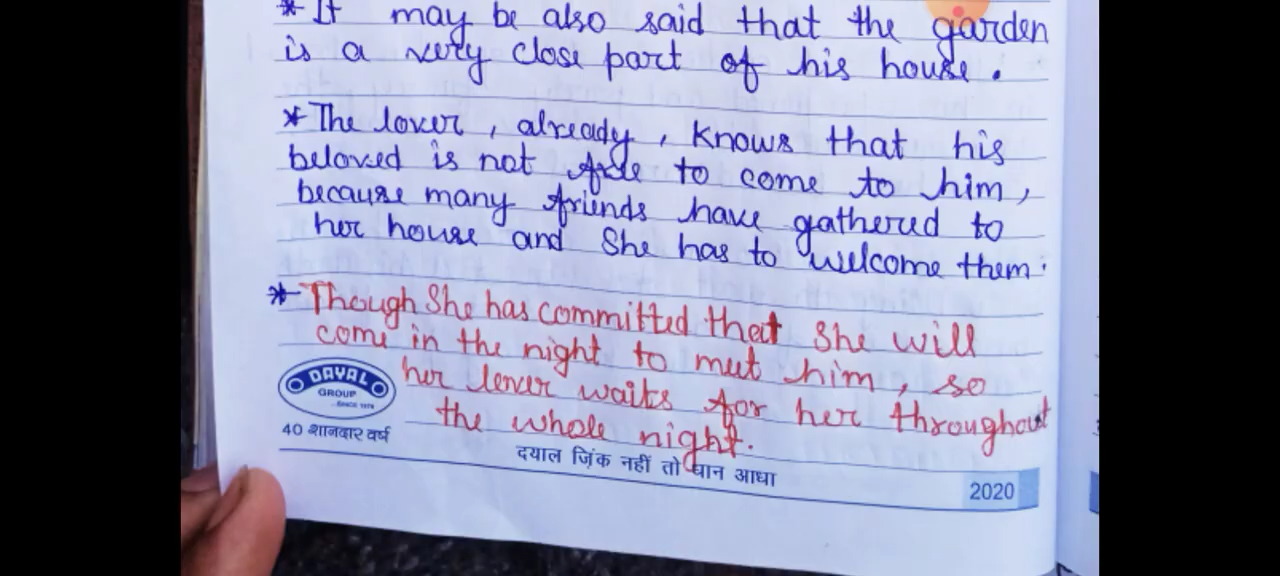 * It may be also said that the garden
is a very close part of his house.
* The lover, already, knows that his
beloved is not free to come to him,
because many friends have gathered to
her house and She has to welcome them.
* Though She has committed that She will
come in the night to meet him, so
her lover waits for her throughout
the whole night.
DAYAL
GROUP
...SINCE 1979
40 शानदार वर्ष
दयाल ज़िंक नहीं तो धान आधा
2020